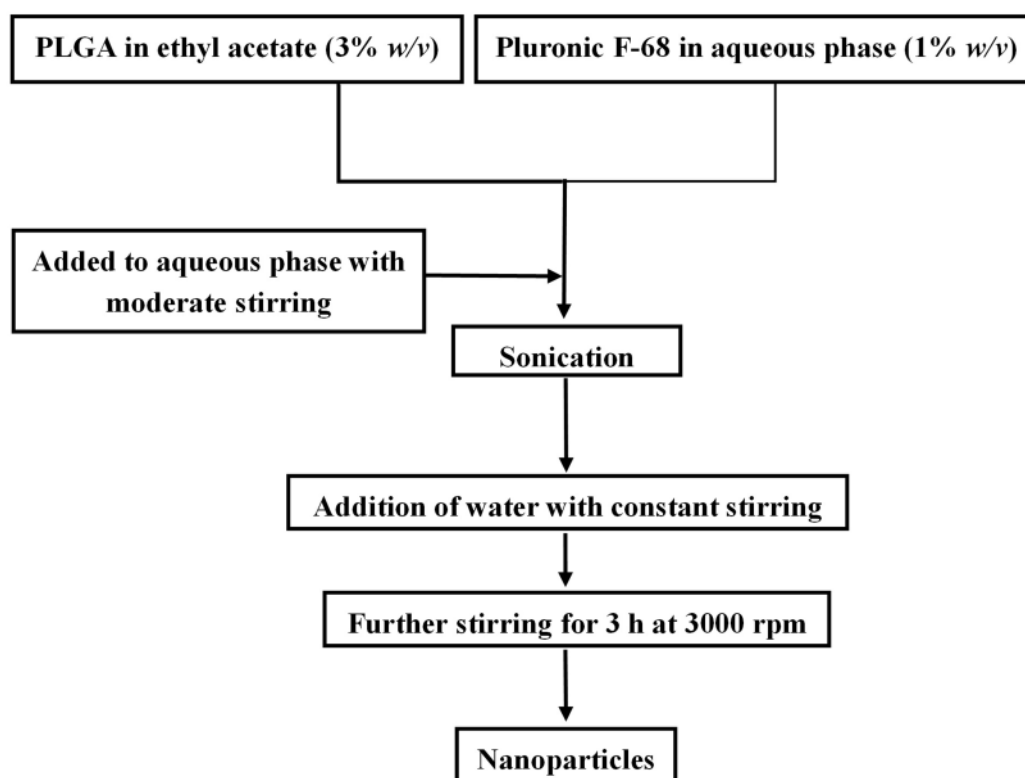 PLGA in ethyl acetate (3% w/v)
Pluronic F-68 in aqueous phase (1% w/v)
Added to aqueous phase with
moderate stirring
Sonication
Addition of water with constant stirring
Further stirring for 3 h at 3000 rpm
Nanoparticles